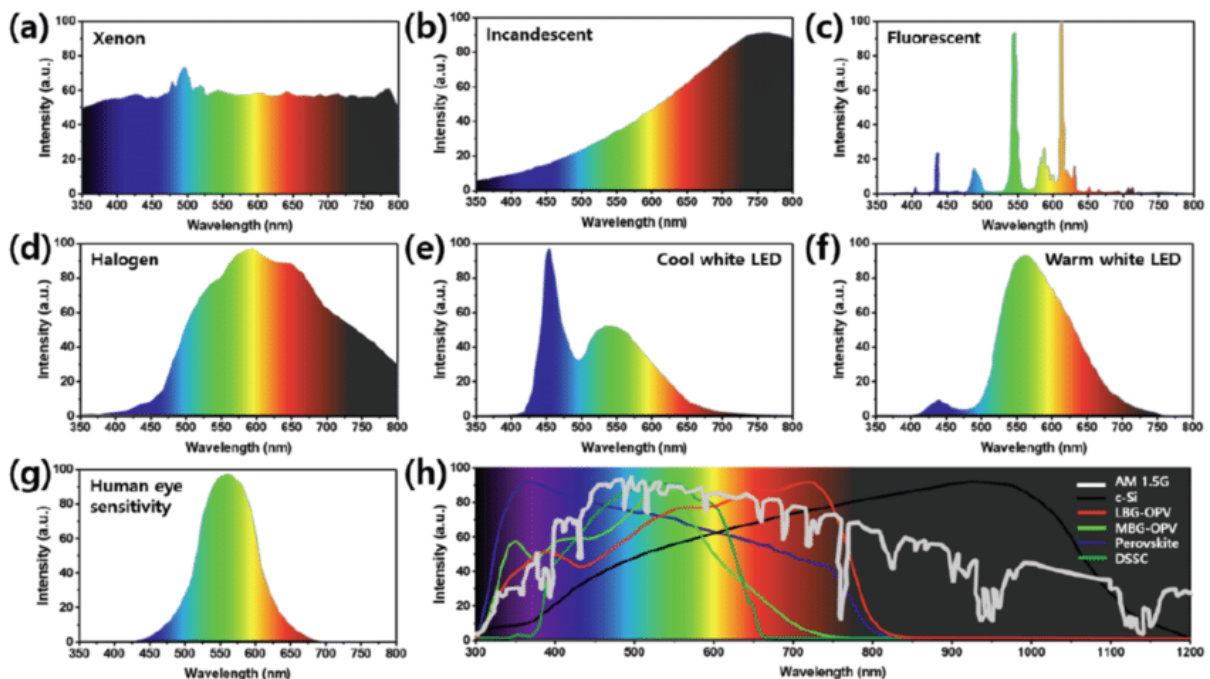 (a)
Xenon
100
80
60
40
20
0
Intensity (a.u.)
350 400 450 500 550 600 650 700 750 800
Wavelength (nm)
(b)
Incandescent
100
80
60
40
20
0
Intensity (a.u.)
350 400 450 500 550 600 650 700 750 800
Wavelength (nm)
(c)
Fluorescent
100
80
60
40
20
0
Intensity (a.u.)
350 400 450 500 550 600 650 700 750 800
Wavelength (nm)
(d)
Halogen
100
80
60
40
20
0
Intensity (a.u.)
350 400 450 500 550 600 650 700 750 800
Wavelength (nm)
(e)
Cool white LED
100
80
60
40
20
0
Intensity (a.u.)
350 400 450 500 550 600 650 700 750 800
Wavelength (nm)
(f)
Warm white LED
100
80
60
40
20
0
Intensity (a.u.)
350 400 450 500 550 600 650 700 750 800
Wavelength (nm)
(g)
Human eye
sensitivity
100
80
60
40
20
0
Intensity (a.u.)
350 400 450 500 550 600 650 700 750 800
Wavelength (nm)
(h)
AM 1.5G
c-Si
LBG-OPV
MBG-OPV
Perovskite
DSSC
100
80
60
40
20
0
Intensity (a.u.)
300 400 500 600 700 800 900 1000 1100 1200
Wavelength (nm)